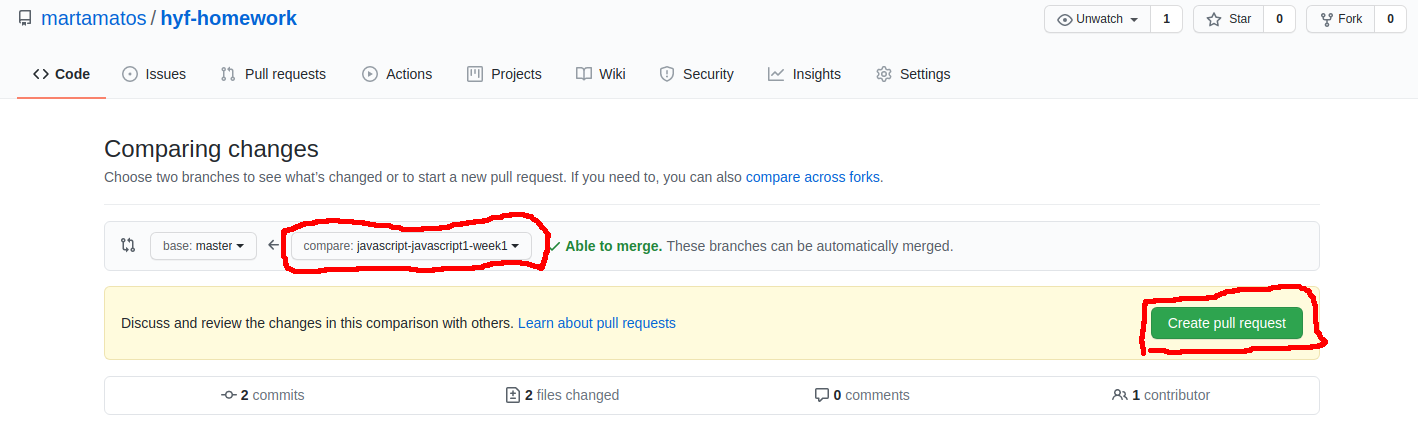 martamatos / hyf-homework Unwatch 1 Star 0 Fork 0
Code Issues Pull requests Actions Projects Wiki Security Insights Settings
Comparing changes
Choose two branches to see what's changed or to start a new pull request. If you need to, you can also compare across forks.
base: master compare: javascript-javascript1-week1 Able to merge. These branches can be automatically merged.
Discuss and review the changes in this comparison with others. Learn about pull requests Create pull request
2 commits 2 files changed 0 comments 1 contributor